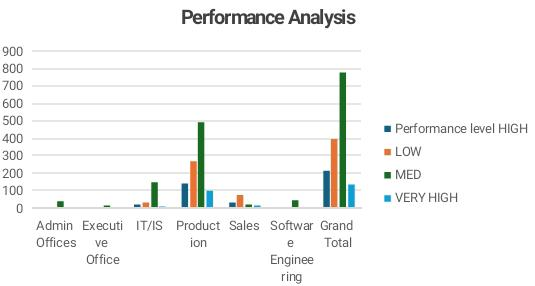 Performance Analysis
900
800
700
600
500
400
300
200
100
0
Admin
Offices
Executi
ve
Office
IT/IS
Product
ion
Sales
Softwar
e
Enginee
ring
Grand
Total
Performance level HIGH
LOW
MED
VERY HIGH